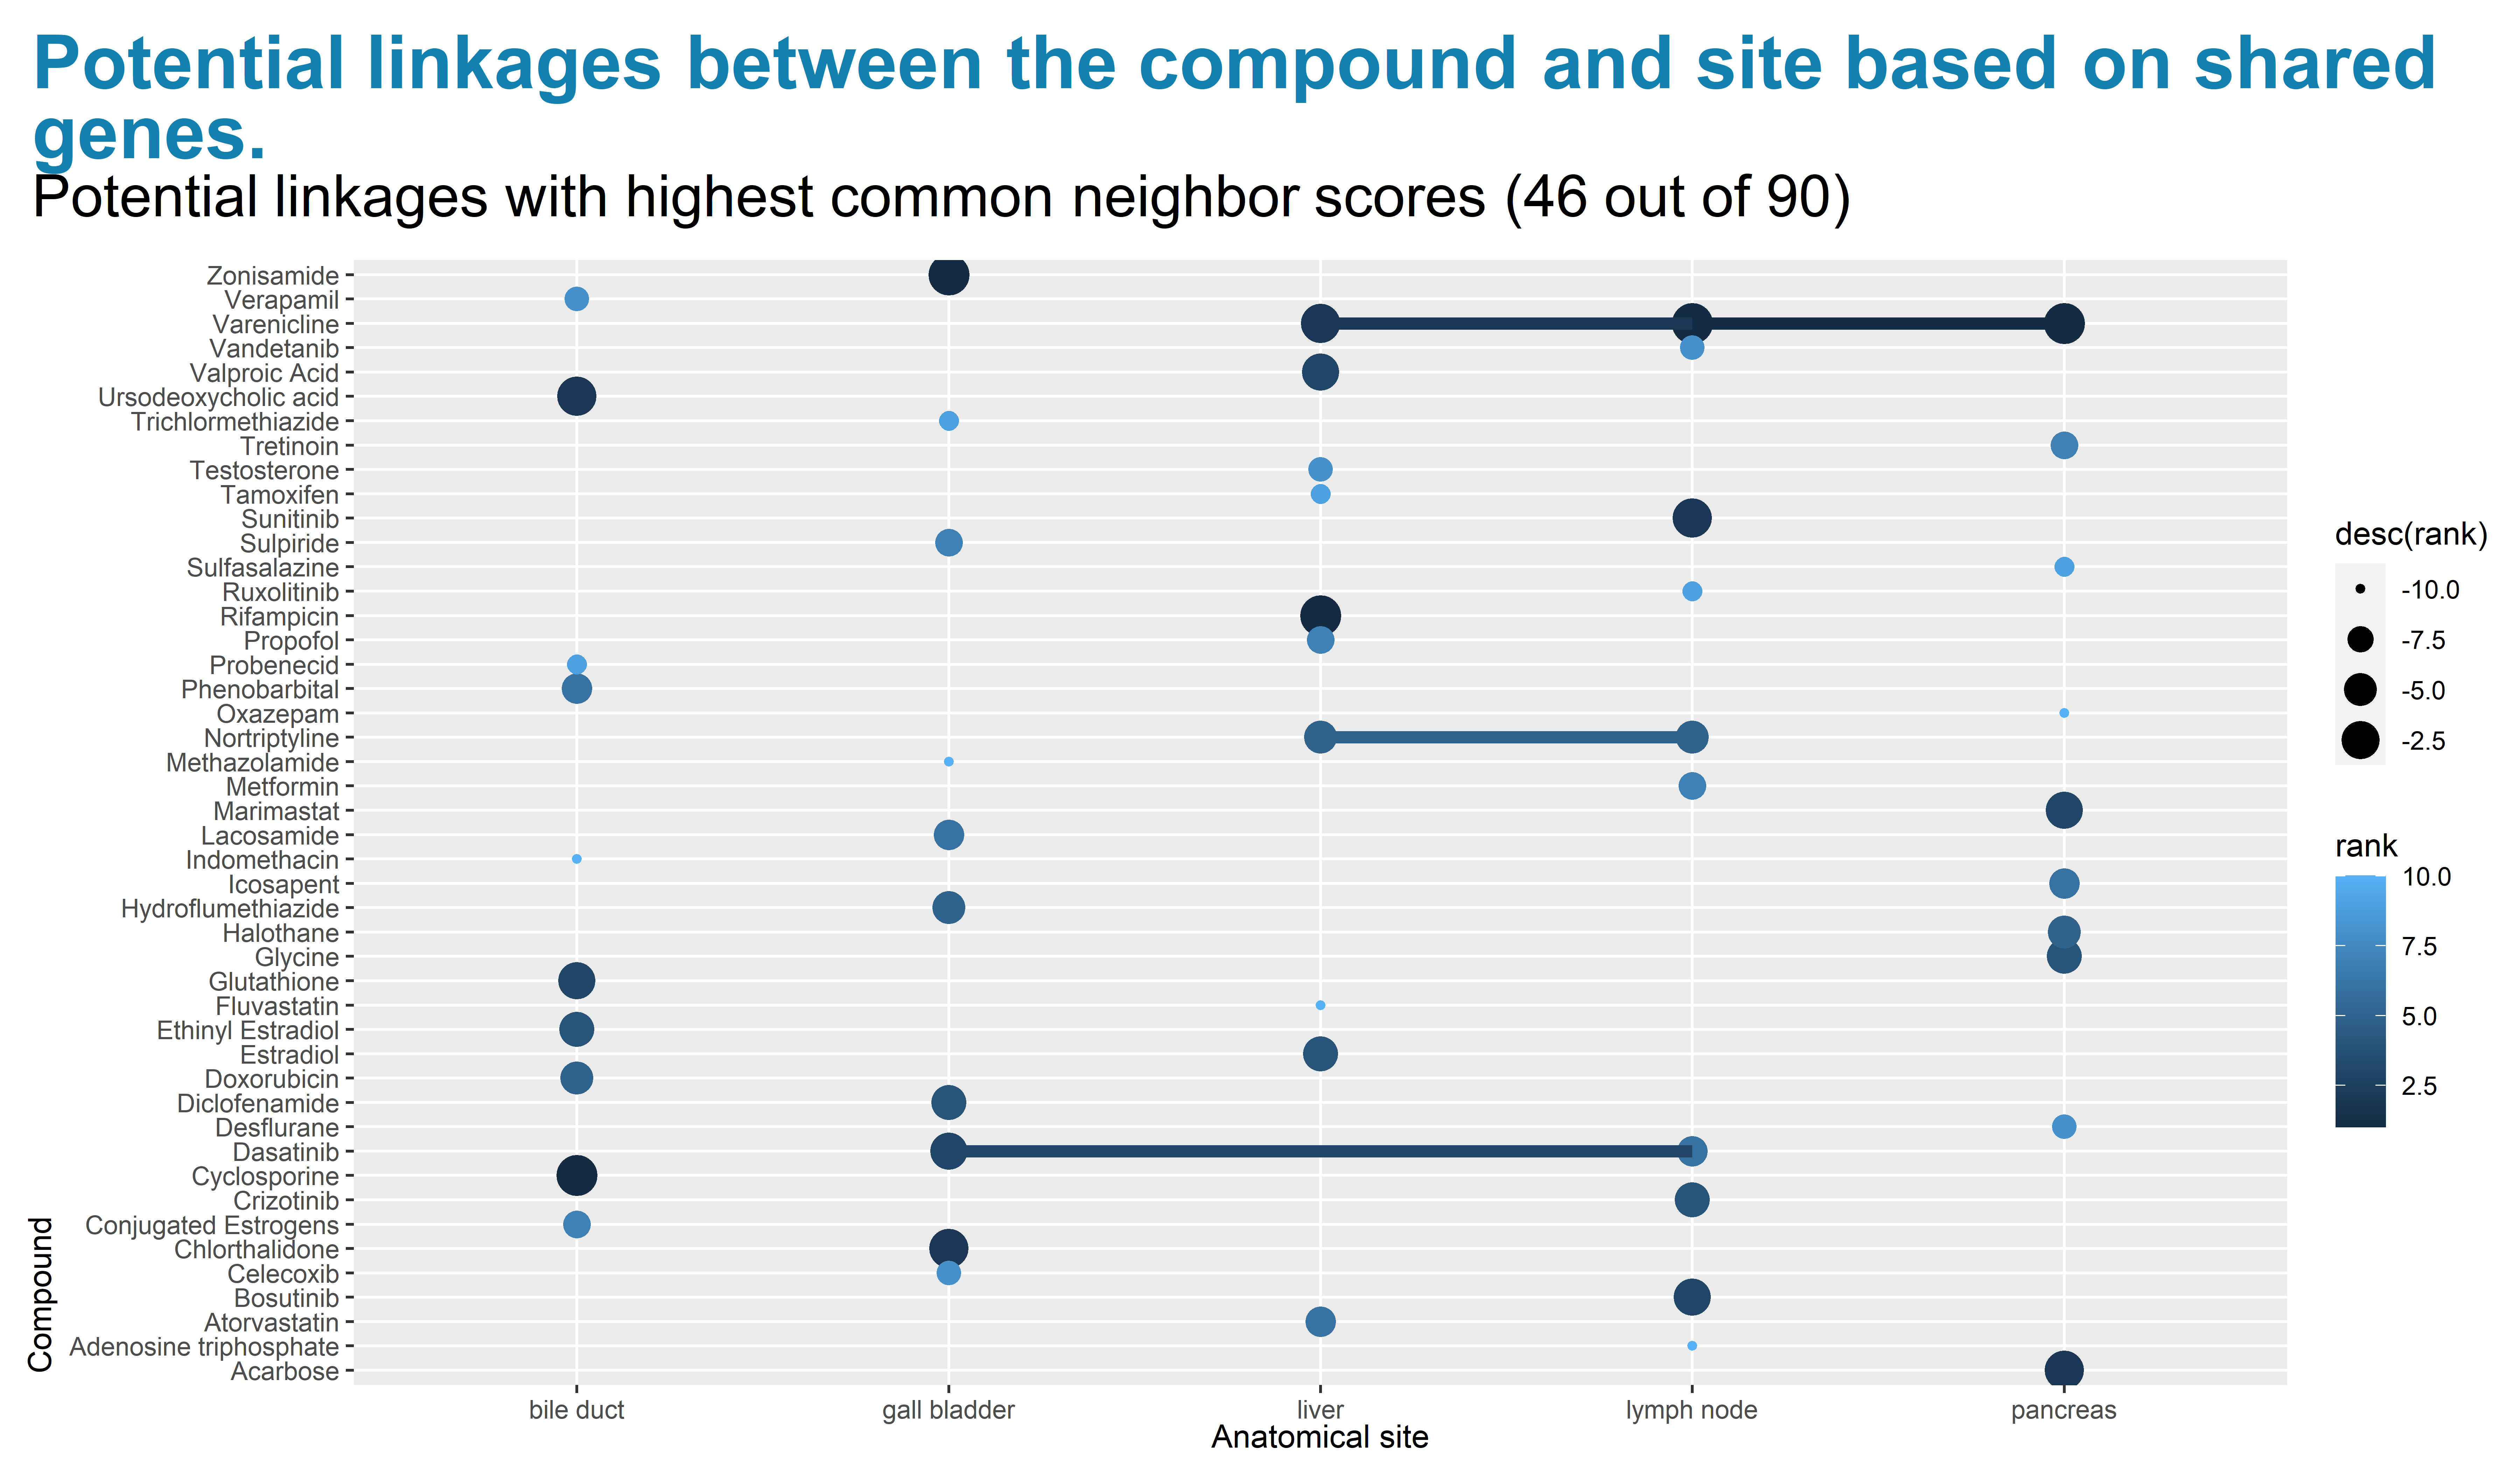 Potential linkages between the compound and site based on shared
genes.
Potential linkages with highest common neighbor scores (46 out of 90)
Zonisamide
Verapamil
Varenicline
Vandetanib
Valproic Acid
Ursodeoxycholic acid
Trichlormethiazide
Tretinoin
Testosterone
Tamoxifen
Sunitinib
Sulpiride
Sulfasalazine
Ruxolitinib
Rifampicin
Propofol
Probenecid
Phenobarbital
Oxazepam
Nortriptyline
Methazolamide
Metformin
Marimastat
Lacosamide
Indomethacin
Icosapent
Hydroflumethiazide
Halothane
Glycine
Glutathione
Fluvastatin
Ethinyl Estradiol
Estradiol
Doxorubicin
Diclofenamide
Desflurane
Dasatinib
Cyclosporine
Crizotinib
Conjugated Estrogens
Chlorthalidone
Celecoxib
Bosutinib
Atorvastatin
Adenosine triphosphate
Acarbose
Compound
bile duct
gall bladder
liver
lymph node
pancreas
Anatomical site
desc(rank)
-10.0
-7.5
-5.0
-2.5
rank
10.0
7.5
5.0
2.5